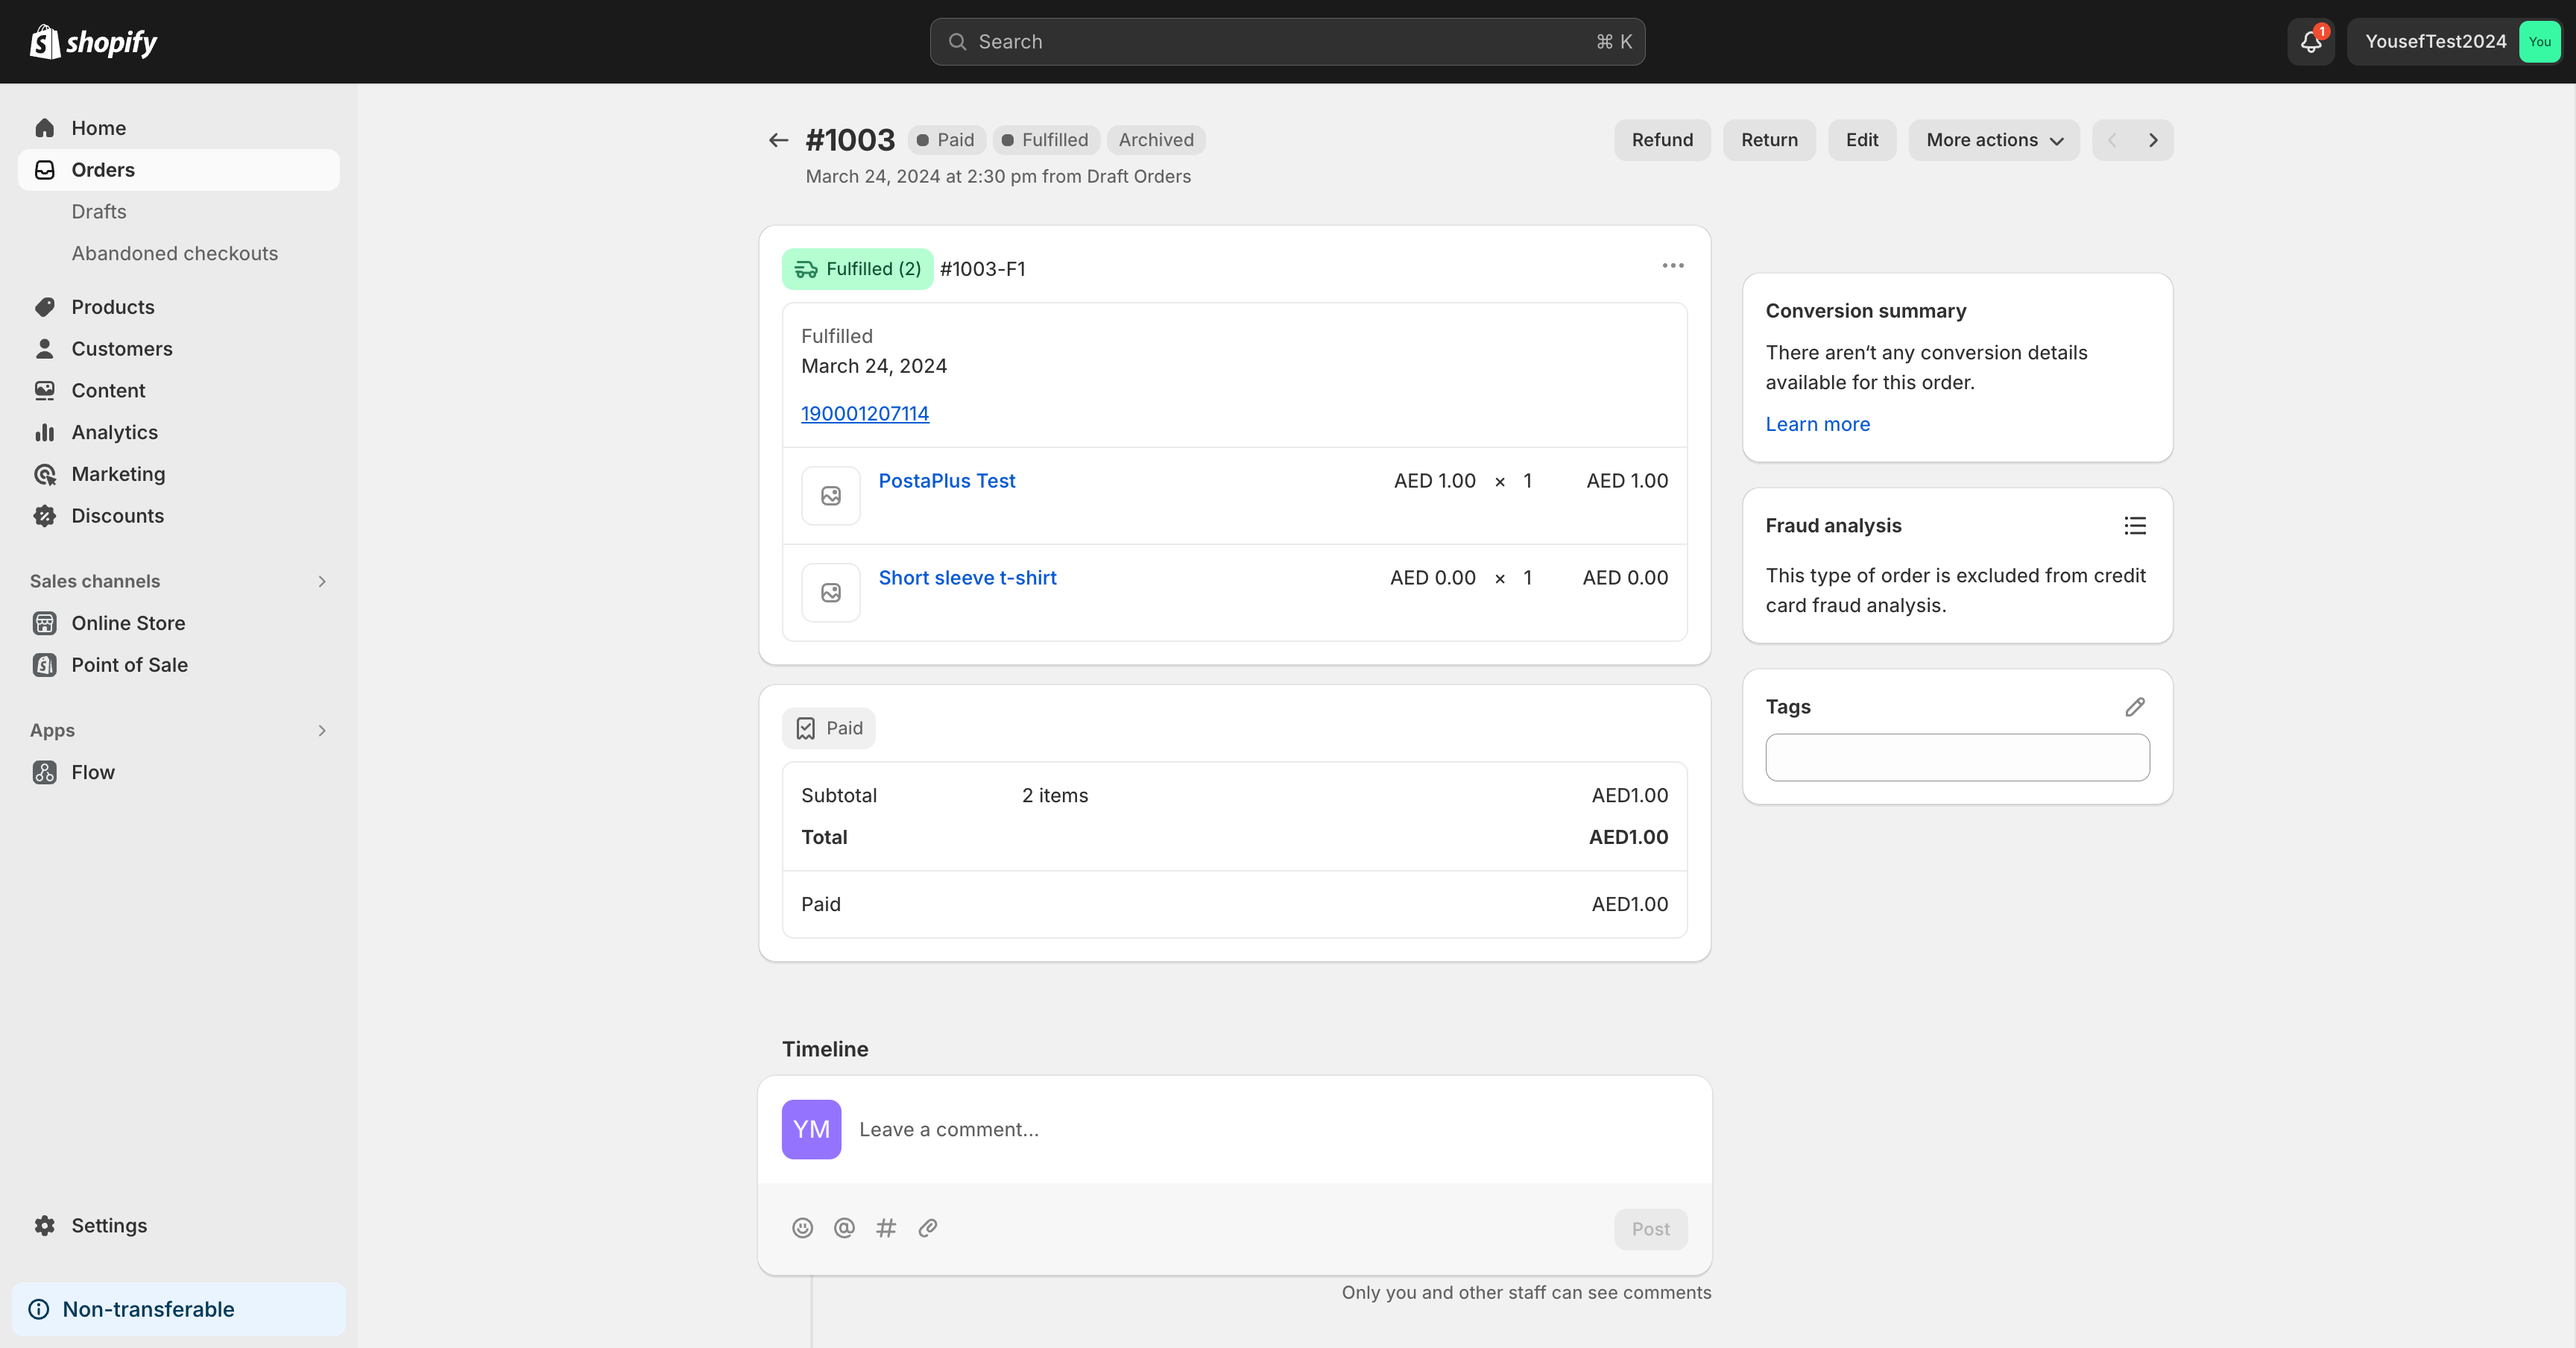 shopify
Search
⌘ K
1
YousefTest2024
You
Home
Orders
Drafts
Abandoned checkouts
Products
Customers
Content
Analytics
Marketing
Discounts
Sales channels
Online Store
Point of Sale
Apps
Flow
Settings
Non-transferable
#1003 Paid Fulfilled Archived
March 24, 2024 at 2:30 pm from Draft Orders
Refund
Return
Edit
More actions
Fulfilled (2) #1003-F1
Fulfilled
March 24, 2024
190001207114
PostaPlus Test AED 1.00 × 1 AED 1.00
Short sleeve t-shirt AED 0.00 × 1 AED 0.00
Paid
Subtotal 2 items AED1.00
Total AED1.00
Paid AED1.00
Timeline
YM
Leave a comment...
@ #
Post
Only you and other staff can see comments
Conversion summary
There aren't any conversion details
available for this order.
Learn more
Fraud analysis
This type of order is excluded from credit
card fraud analysis.
Tags